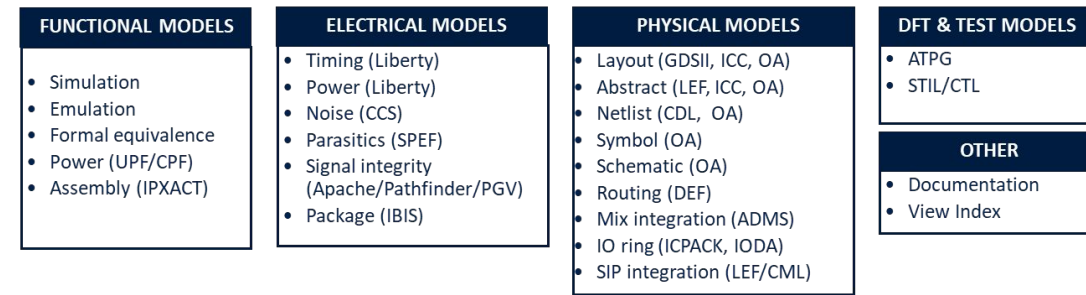 FUNCTIONAL MODELS
• Simulation
• Emulation
• Formal equivalence
• Power (UPF/CPF)
• Assembly (IPXACT)
ELECTRICAL MODELS
• Timing (Liberty)
• Power (Liberty)
• Noise (CCS)
• Parasitics (SPEF)
• Signal integrity
(Apache/Pathfinder/PGV)
• Package (IBIS)
PHYSICAL MODELS
• Layout (GDSII, ICC, OA)
• Abstract (LEF, ICC, OA)
• Netlist (CDL, OA)
• Symbol (OA)
• Schematic (OA)
• Routing (DEF)
• Mix integration (ADMS)
• IO ring (ICPACK, IODA)
• SIP integration (LEF/CML)
DFT & TEST MODELS
• ATPG
• STIL/CTL
OTHER
• Documentation
• View Index